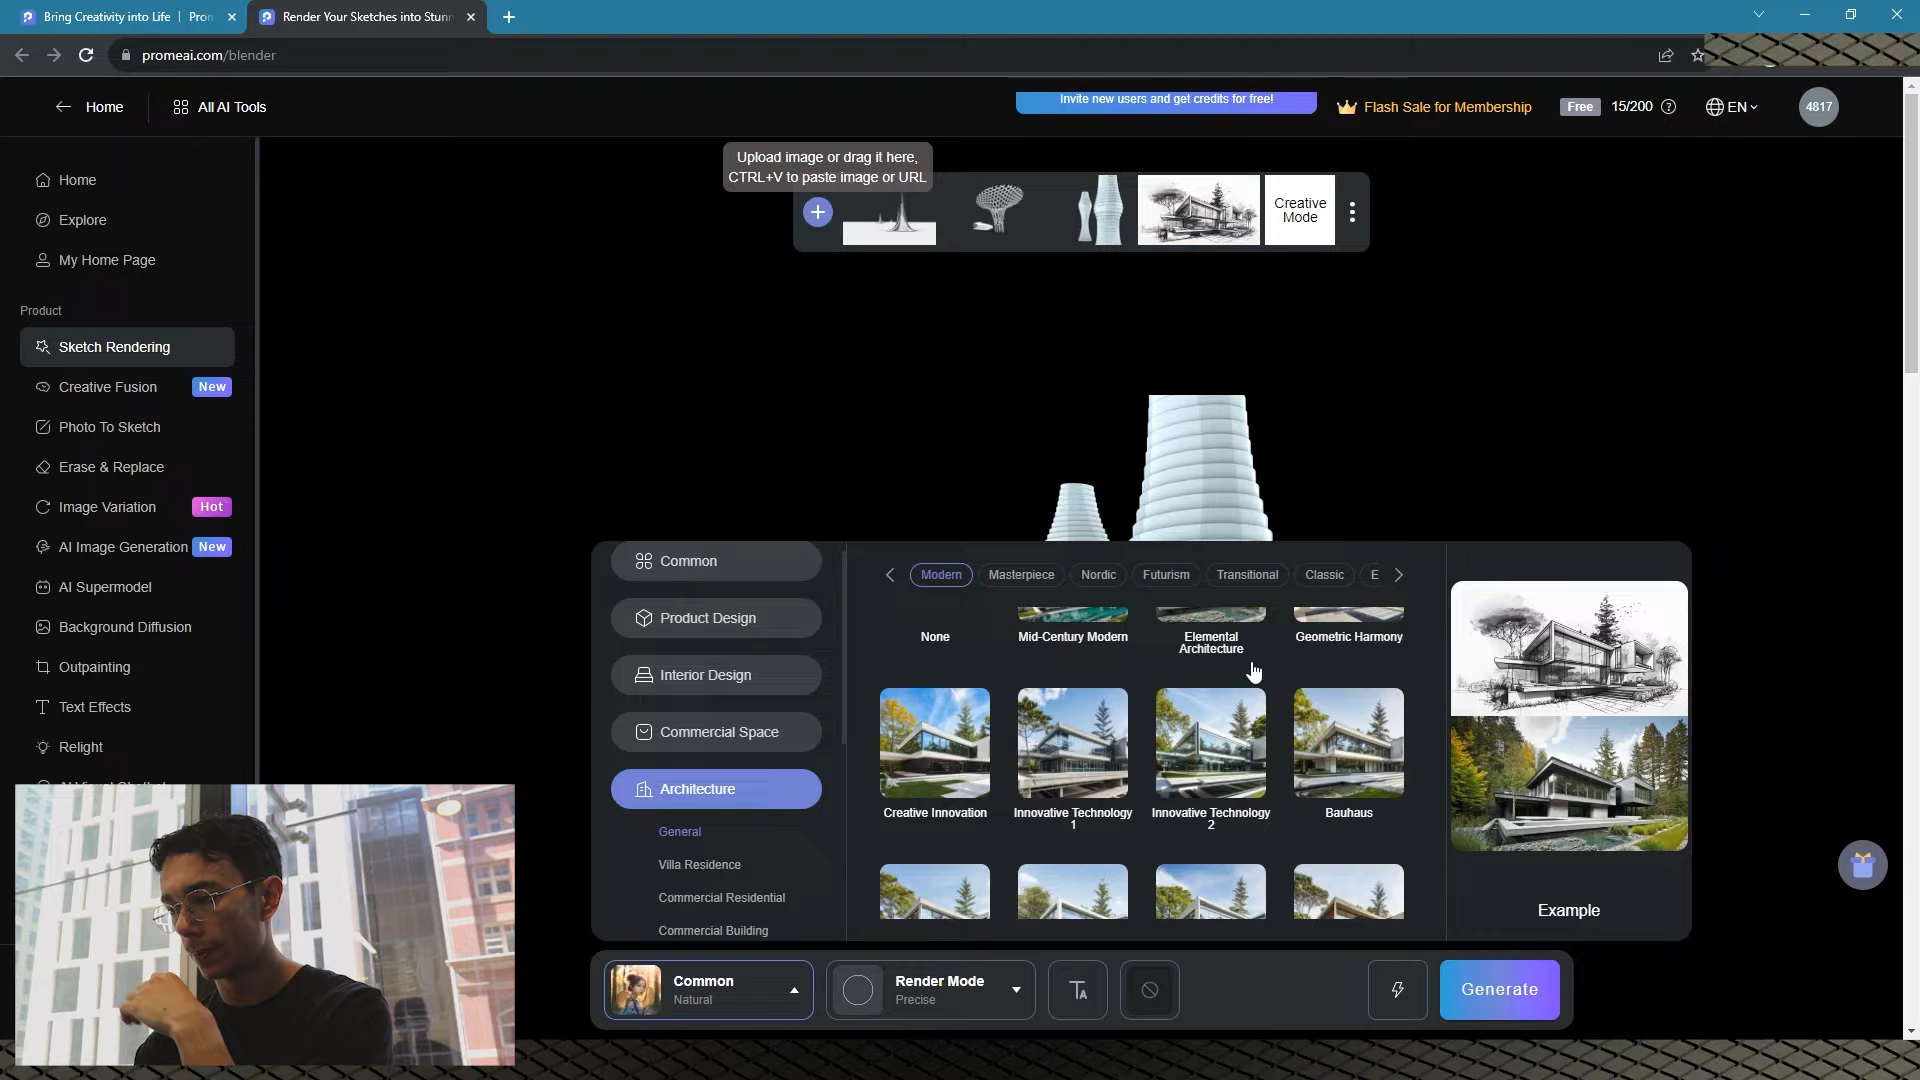 Bring Creativity into Life | Pro
Render Your Sketches into Stunn
promeai.com/blender
Home
All AI Tools
Invite new users and get credits for free!
Flash Sale for Membership
Free
15/200
EN
4817
Upload image or drag it here,
CTRL+V to paste image or URL
Creative
Mode
Home
Explore
My Home Page
Product
Sketch Rendering
Creative Fusion
New
Photo To Sketch
Erase & Replace
Image Variation
Hot
AI Image Generation
New
AI Supermodel
Background Diffusion
Outpainting
Text Effects
Relight
Common
Product Design
Interior Design
Commercial Space
Architecture
General
Villa Residence
Commercial Residential
Commercial Building
Modern
Masterpiece
Nordic
Futurism
Transitional
Classic
E
None
Mid-Century Modern
Elemental
Architecture
Geometric Harmony
Creative Innovation
Innovative Technology
1
Innovative Technology
2
Bauhaus
Example
Common
Natural
Render Mode
Precise
Generate